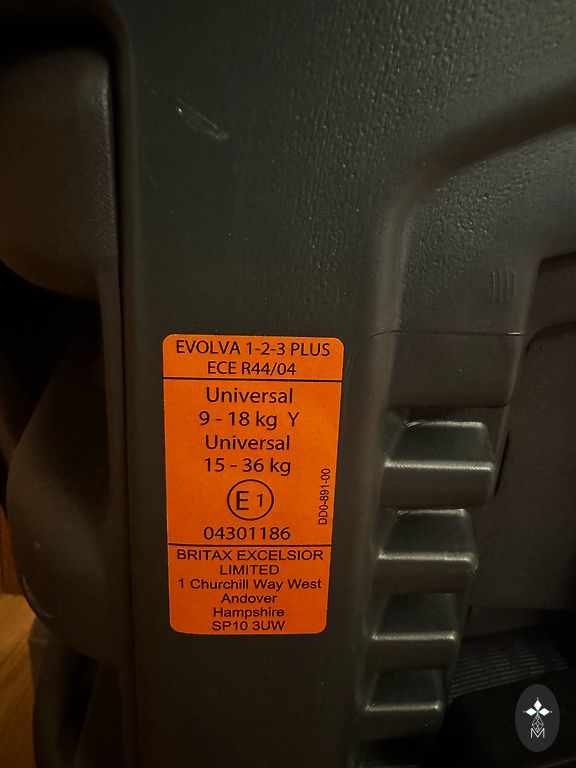 EVOLVA 1-2-3 PLUS
ECE R44/04
Universal
9 - 18 kg Y
Universal
15 - 36 kg
E 1
DD0-891-00
04301186
BRITAX EXCELSIOR
LIMITED
1 Churchill Way West
Andover
Hampshire
SP10 3UW
M